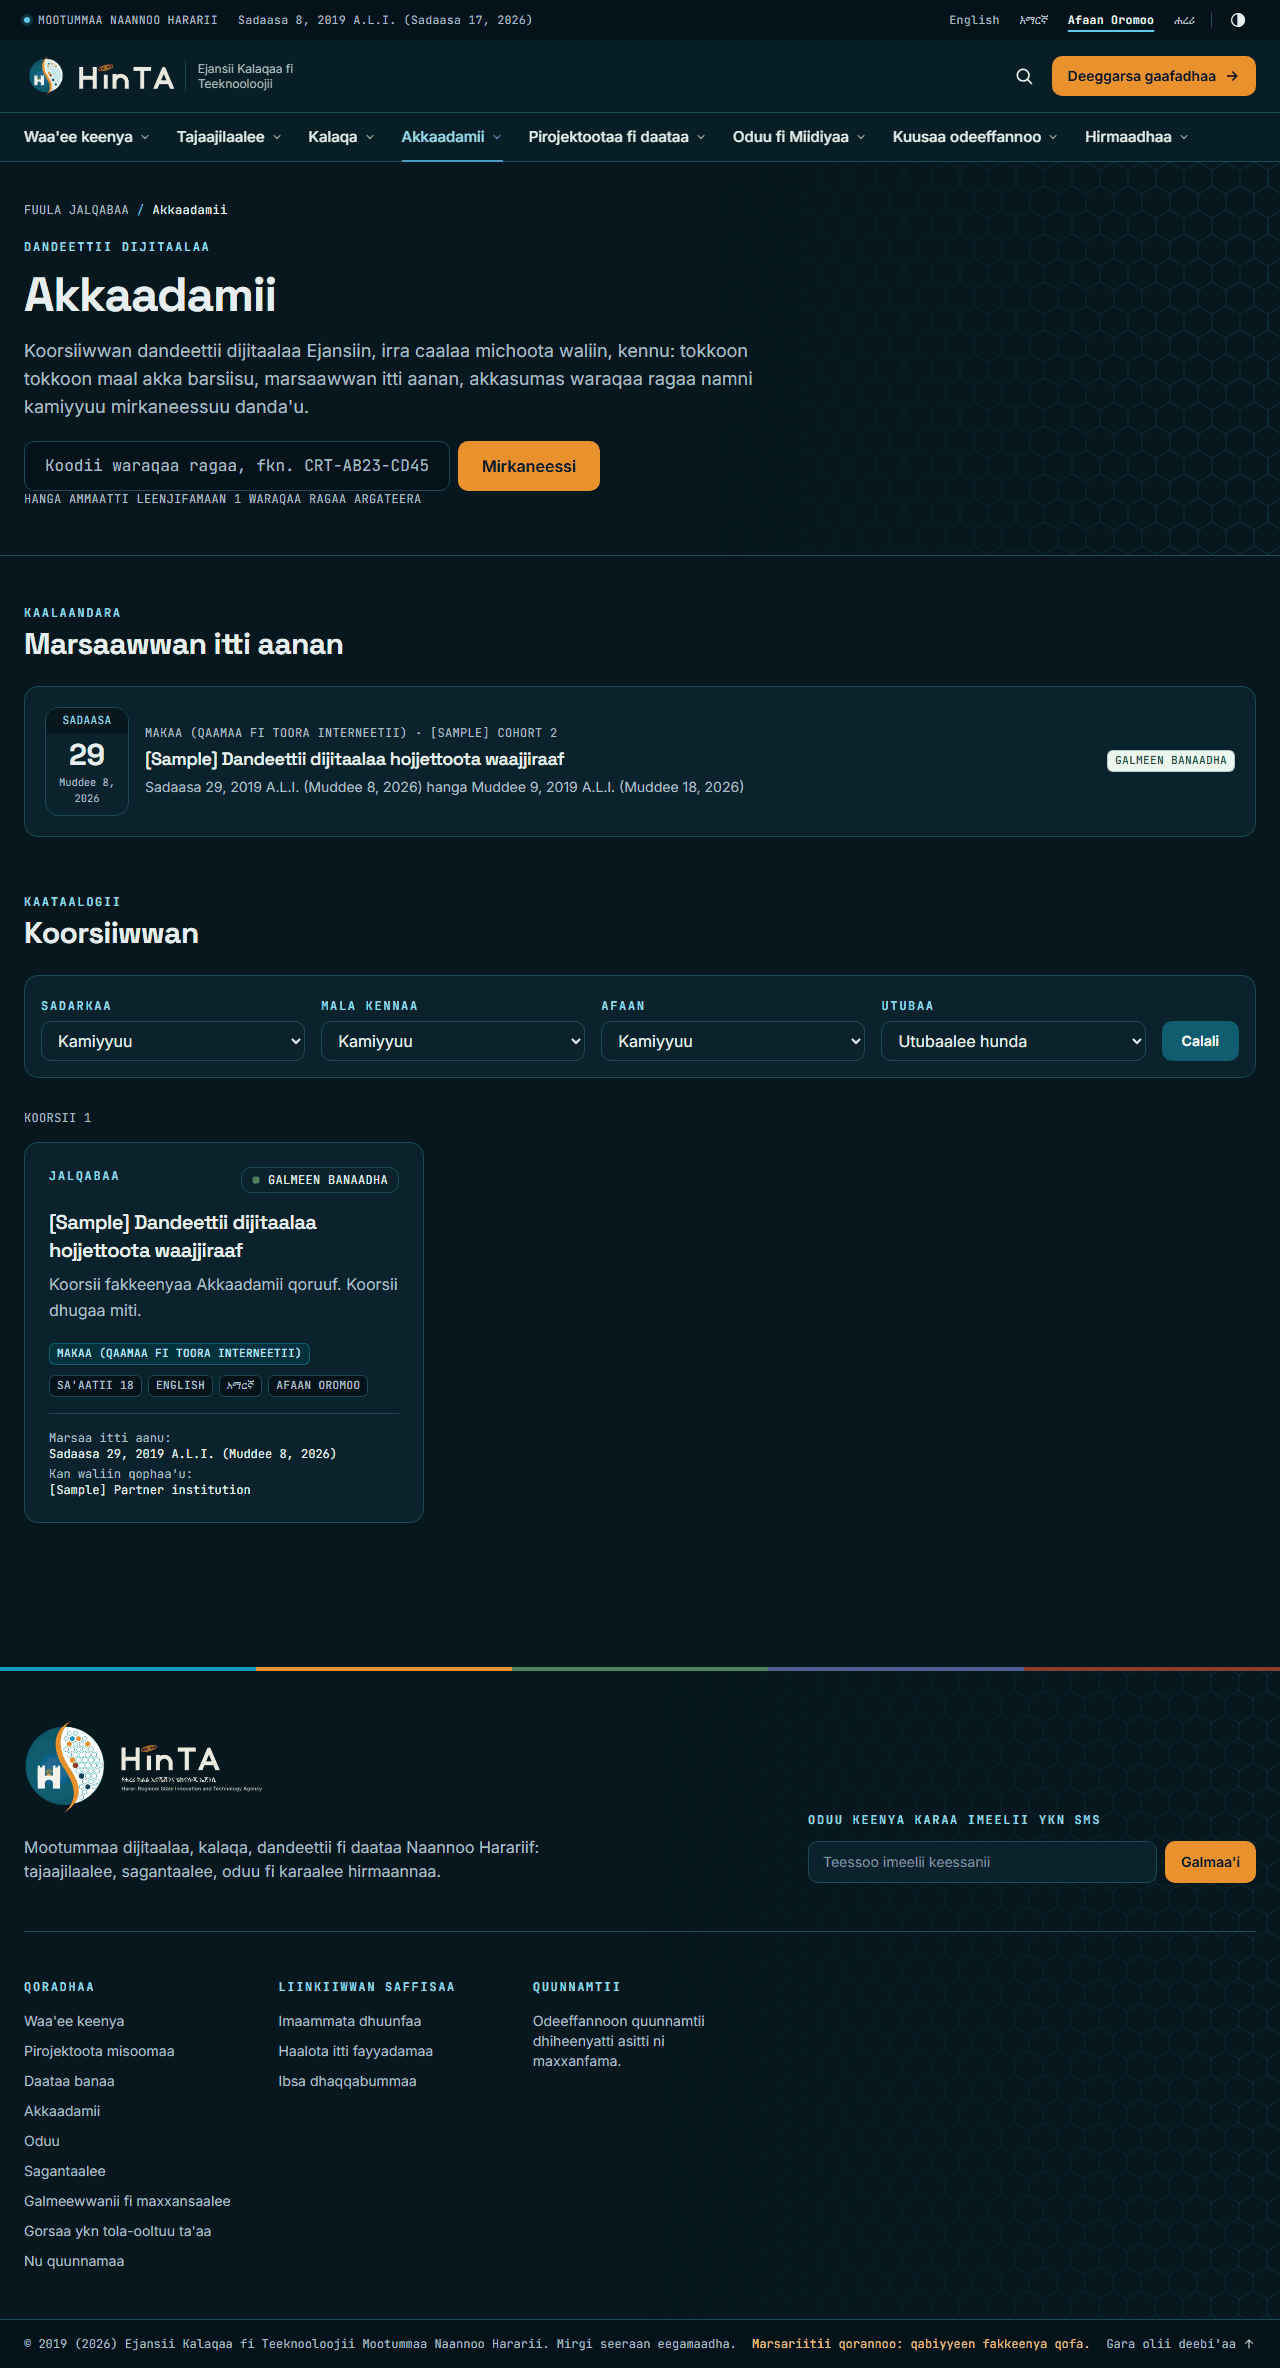 MOOTUMMAA NAANNOO HARARII Sadaasa 8, 2019 A.L.I. (Sadaasa 17, 2026) English አማርኛ Afaan Oromoo ሐረሪ
HinTA Ejansii Kalaqaa fi
Teeknooloojii
Deeggarsa gaafadhaa →
Waa'ee keenya Tajaajilaalee Kalaqa Akkaadamii Pirojektootaa fi daataa Oduu fi Miidiyaa Kuusaa odeeffannoo Hirmaadhaa
FUULA JALQABAA / Akkaadamii
DANDEETTII DIJITAALAA
Akkaadamii
Koorsiiwwan dandeettii dijitaalaa Ejansiin, irra caalaa michoota waliin, kennu: tokkoon
tokkoon maal akka barsiisu, marsaawwan itti aanan, akkasumas waraqaa ragaa namni
kamiyyuu mirkaneessuu danda'u.
Koodii waraqaa ragaa, fkn. CRT-AB23-CD45 Mirkaneessi
HANGA AMMAATTI LEENJIFAMAAN 1 WARAQAA RAGAA ARGATEERA
KAALAANDARA
Marsaawwan itti aanan
SADAASA
29
Muddee 8,
2026
MAKAA (QAAMAA FI TOORA INTERNEETII) · [SAMPLE] COHORT 2
[Sample] Dandeettii dijitaalaa hojjettoota waajjiraaf
Sadaasa 29, 2019 A.L.I. (Muddee 8, 2026) hanga Muddee 9, 2019 A.L.I. (Muddee 18, 2026)
GALMEEN BANAADHA
KAATAALOGII
Koorsiiwwan
SADARKAA MALA KENNAA AFAAN UTUBAA
Kamiyyuu Kamiyyuu Kamiyyuu Utubaalee hunda Calali
KOORSII 1
JALQABAA GALMEEN BANAADHA
[Sample] Dandeettii dijitaalaa
hojjettoota waajjiraaf
Koorsii fakkeenyaa Akkaadamii qoruuf. Koorsii
dhugaa miti.
MAKAA (QAAMAA FI TOORA INTERNEETII)
SA'AATII 18 ENGLISH አማርኛ AFAAN OROMOO
Marsaa itti aanu:
Sadaasa 29, 2019 A.L.I. (Muddee 8, 2026)
Kan waliin qophaa'u:
[Sample] Partner institution
HinTA
Harari Regional State Innovation and Technology Agency
Mootummaa dijitaalaa, kalaqa, dandeettii fi daataa Naannoo Harariif:
tajaajilaalee, sagantaalee, oduu fi karaalee hirmaannaa.
ODUU KEENYA KARAA IMEELII YKN SMS
Teessoo imeelii keessanii Galmaa'i
QORADHAA
Waa'ee keenya
Pirojektoota misoomaa
Daataa banaa
Akkaadamii
Oduu
Sagantaalee
Galmeewwanii fi maxxansaalee
Gorsaa ykn tola-ooltuu ta'aa
Nu quunnamaa
LIINKIIWWAN SAFFISAA
Imaammata dhuunfaa
Haalota itti fayyadamaa
Ibsa dhaqqabummaa
QUUNNAMTII
Odeeffannoon quunnamtii
dhiheenyatti asitti ni
maxxanfama.
© 2019 (2026) Ejansii Kalaqaa fi Teeknooloojii Mootummaa Naannoo Hararii. Mirgi seeraan eegamaadha. Marsariitii qorannoo: qabiyyeen fakkeenya qofa. Gara olii deebi'aa ↑